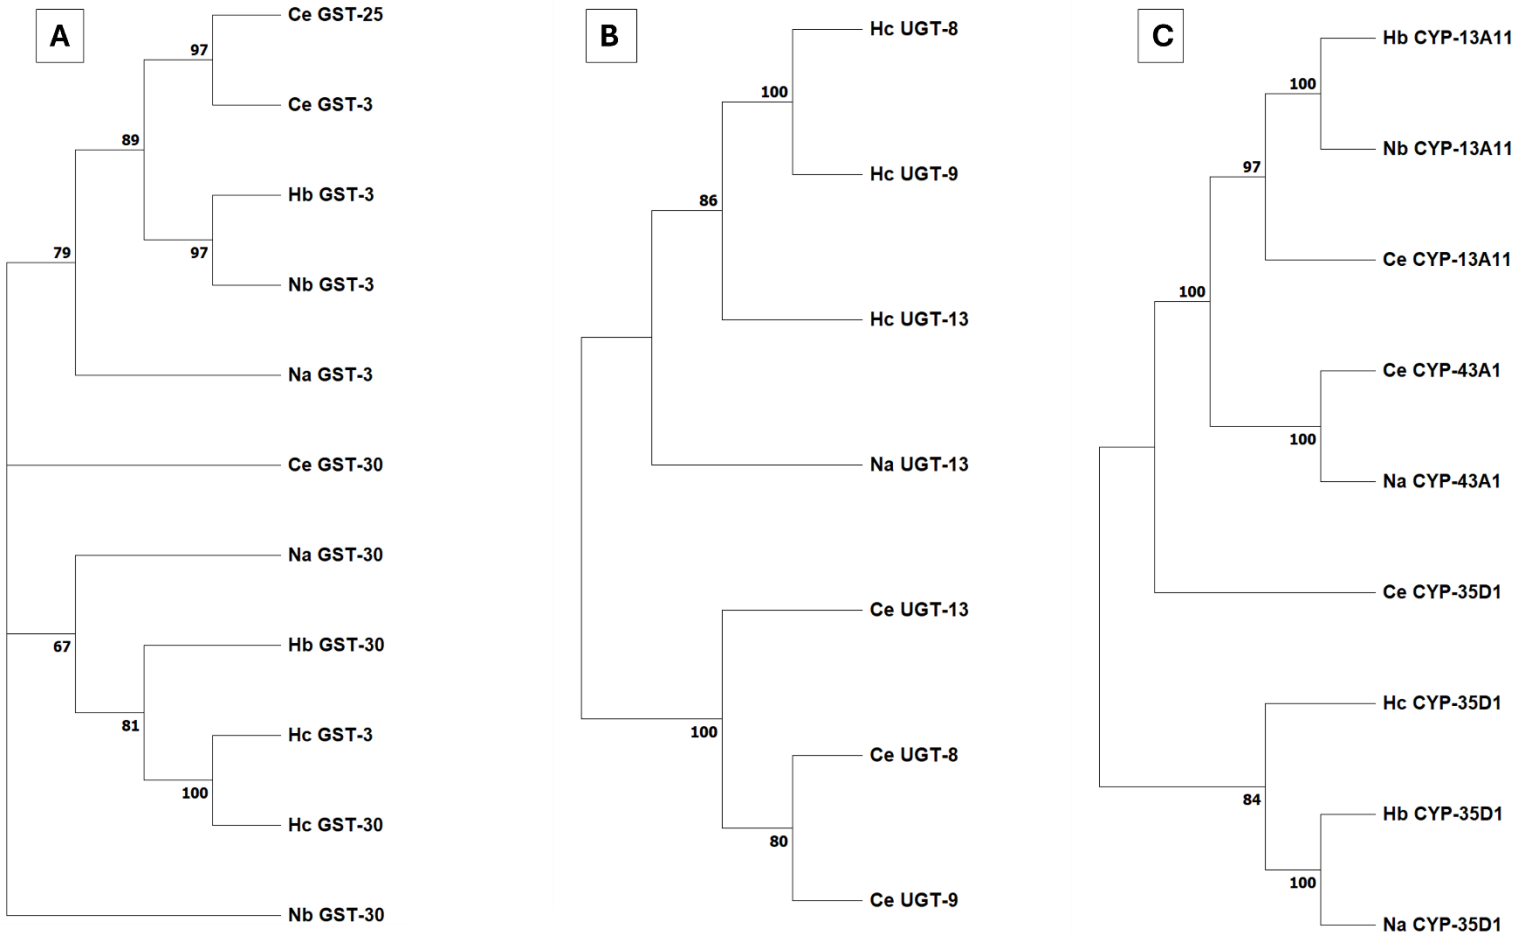 A
Ce GST-25
97
Ce GST-3
89
Hb GST-3
97
Nb GST-3
79
Na GST-3
Ce GST-30
Na GST-30
67
Hb GST-30
81
Hc GST-3
100
Hc GST-30
Nb GST-30
B
Hc UGT-8
100
Hc UGT-9
86
Hc UGT-13
Na UGT-13
Ce UGT-13
100
Ce UGT-8
80
Ce UGT-9
C
Hb CYP-13A11
100
Nb CYP-13A11
97
Ce CYP-13A11
100
Ce CYP-43A1
100
Na CYP-43A1
Ce CYP-35D1
Hc CYP-35D1
84
Hb CYP-35D1
100
Na CYP-35D1